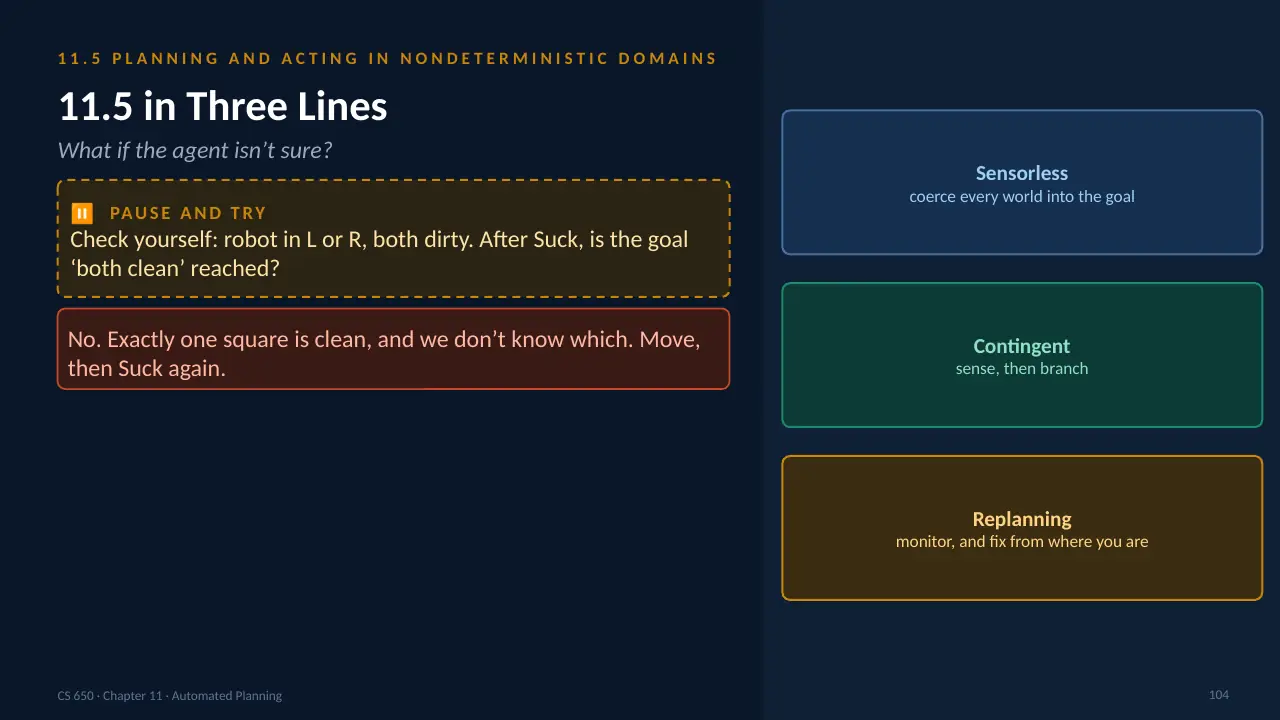 11.5 PLANNING AND ACTING IN NONDETERMINISTIC DOMAINS
11.5 in Three Lines
What if the agent isn’t sure?
⏸ PAUSE AND TRY
Check yourself: robot in L or R, both dirty. After Suck, is the goal
‘both clean’ reached?
No. Exactly one square is clean, and we don’t know which. Move,
then Suck again.
Sensorless
coerce every world into the goal
Contingent
sense, then branch
Replanning
monitor, and fix from where you are
CS 650 · Chapter 11 · Automated Planning
104